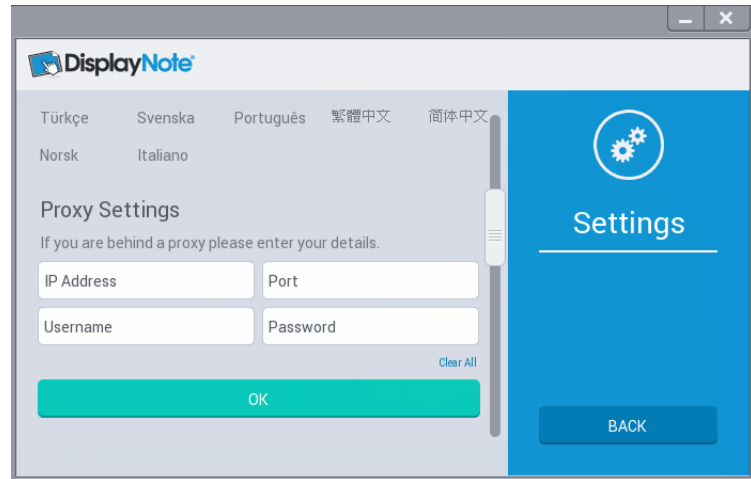 DisplayNote
Türkçe Svenska Português 繁體中文 简体中文
Norsk Italiano
Proxy Settings
If you are behind a proxy please enter your details.
IP Address Port
Username Password
Clear All
OK
Settings
BACK